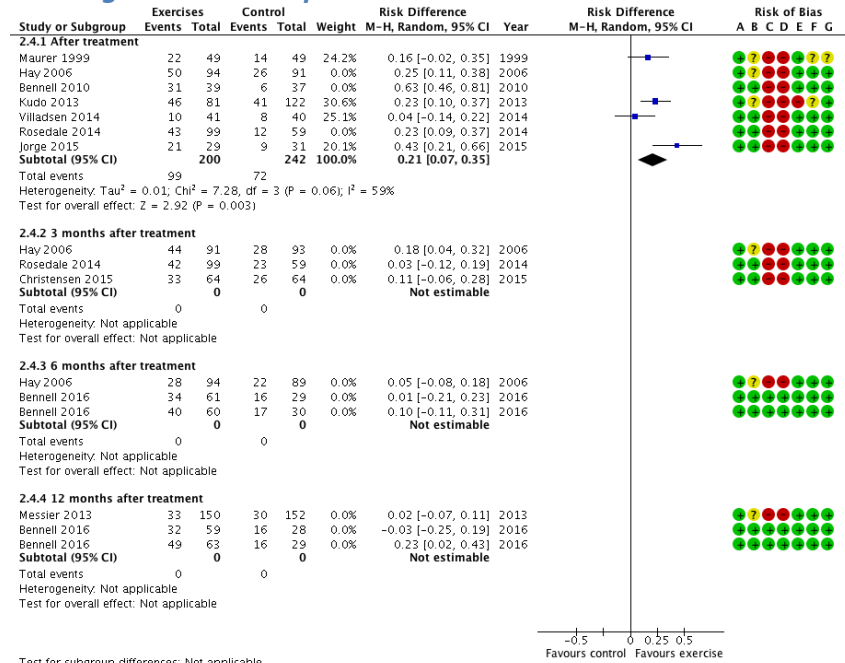 Exercises Control Risk Difference Risk Difference Risk of Bias
Study or Subgroup Events Total Events Total Weight M-H, Random, 95% CI Year M-H, Random, 95% CI A B C D E F G
2.4.1 After treatment
Maurer 1999 22 49 14 49 24.2% 0.16 [-0.02, 0.35] 1999 + ? - - + ? ?
Hay 2006 50 94 26 91 0.0% 0.25 [0.11, 0.38] 2006 + ? - - + + +
Bennell 2010 31 39 6 37 0.0% 0.63 [0.46, 0.81] 2010 + + - - + + +
Kudo 2013 46 81 41 122 30.6% 0.23 [0.10, 0.37] 2013 + ? - - - ? +
Villadsen 2014 10 41 8 40 25.1% 0.04 [-0.14, 0.22] 2014 + + - - + + +
Rosedale 2014 43 99 12 59 0.0% 0.23 [0.09, 0.37] 2014 + + - - + + +
Jorge 2015 21 29 9 31 20.1% 0.43 [0.21, 0.66] 2015 + + - - + + +
Subtotal (95% CI) 200 242 100.0% 0.21 [0.07, 0.35]
Total events 99 72
Heterogeneity: Tau² = 0.01; Chi² = 7.28, df = 3 (P = 0.06); I² = 59%
Test for overall effect: Z = 2.92 (P = 0.003)
2.4.2 3 months after treatment
Hay 2006 44 91 28 93 0.0% 0.18 [0.04, 0.32] 2006 + ? - - + + +
Rosedale 2014 42 99 23 59 0.0% 0.03 [-0.12, 0.19] 2014 + + - - + + +
Christensen 2015 33 64 26 64 0.0% 0.11 [-0.06, 0.28] 2015 + + - - + + +
Subtotal (95% CI) 0 0 0.0% Not estimable
Total events 0 0
Heterogeneity: Not applicable
Test for overall effect: Not applicable
2.4.3 6 months after treatment
Hay 2006 28 94 22 89 0.0% 0.05 [-0.08, 0.18] 2006 + ? - - + + +
Bennell 2016 34 61 16 29 0.0% 0.01 [-0.21, 0.23] 2016 + + + + + + +
Bennell 2016 40 60 17 30 0.0% 0.10 [-0.11, 0.31] 2016 + + + + + + +
Subtotal (95% CI) 0 0 0.0% Not estimable
Total events 0 0
Heterogeneity: Not applicable
Test for overall effect: Not applicable
2.4.4 12 months after treatment
Messier 2013 33 150 30 152 0.0% 0.02 [-0.07, 0.11] 2013 + ? - - + + +
Bennell 2016 32 59 16 28 0.0% -0.03 [-0.25, 0.19] 2016 + + + + + + +
Bennell 2016 49 63 16 29 0.0% 0.23 [0.02, 0.43] 2016 + + + + + + +
Subtotal (95% CI) 0 0 0.0% Not estimable
Total events 0 0
Heterogeneity: Not applicable
Test for overall effect: Not applicable
-0.5 0 0.25 0.5
Favours control Favours exercise
Test for subgroup differences: Not applicable